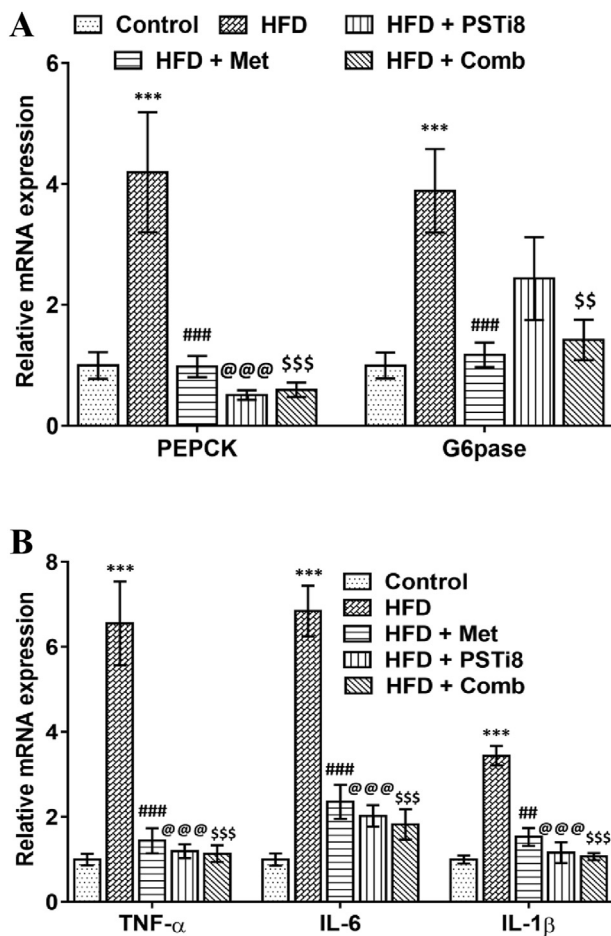 A
Control HFD HFD + PSTi8
HFD + Met HFD + Comb
Relative mRNA expression
6
4
2
0
*** ### @@@ $$$
*** ### $$
PEPCK G6pase
B
Control
HFD
HFD + Met
HFD + PSTi8
HFD + Comb
Relative mRNA expression
8
6
4
2
0
*** ### @@@ $$$
*** ### @@@ $$$
*** ## @@@ $$$
TNF-α IL-6 IL-1β